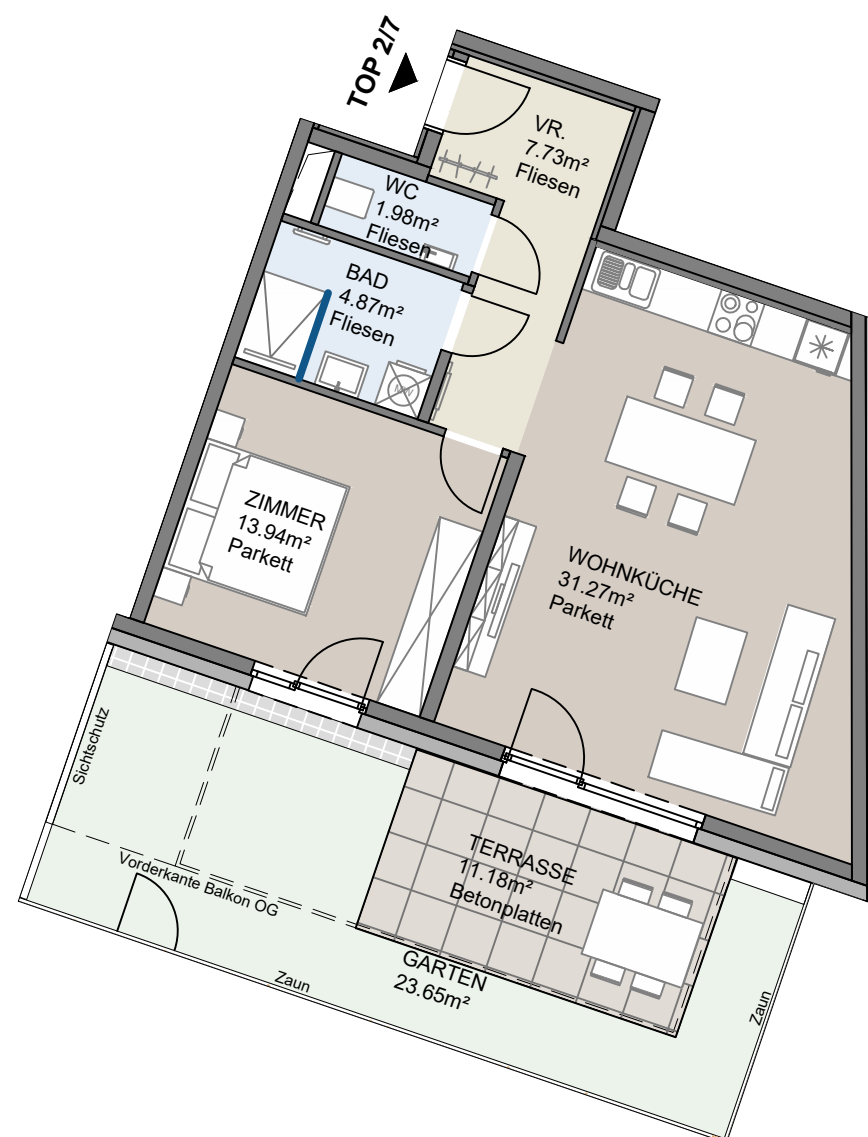 TOP 2/7
VR.
7.73m²
Fliesen
WC
1.98m²
Fliesen
BAD
4.87m²
Fliesen
MW
ZIMMER
13.94m²
Parkett
WOHNKÜCHE
31.27m²
Parkett
Sichtschutz
TERRASSE
11.18m²
Betonplatten
Vorderkante Balkon OG
GARTEN
23.65m²
Zaun
Zaun